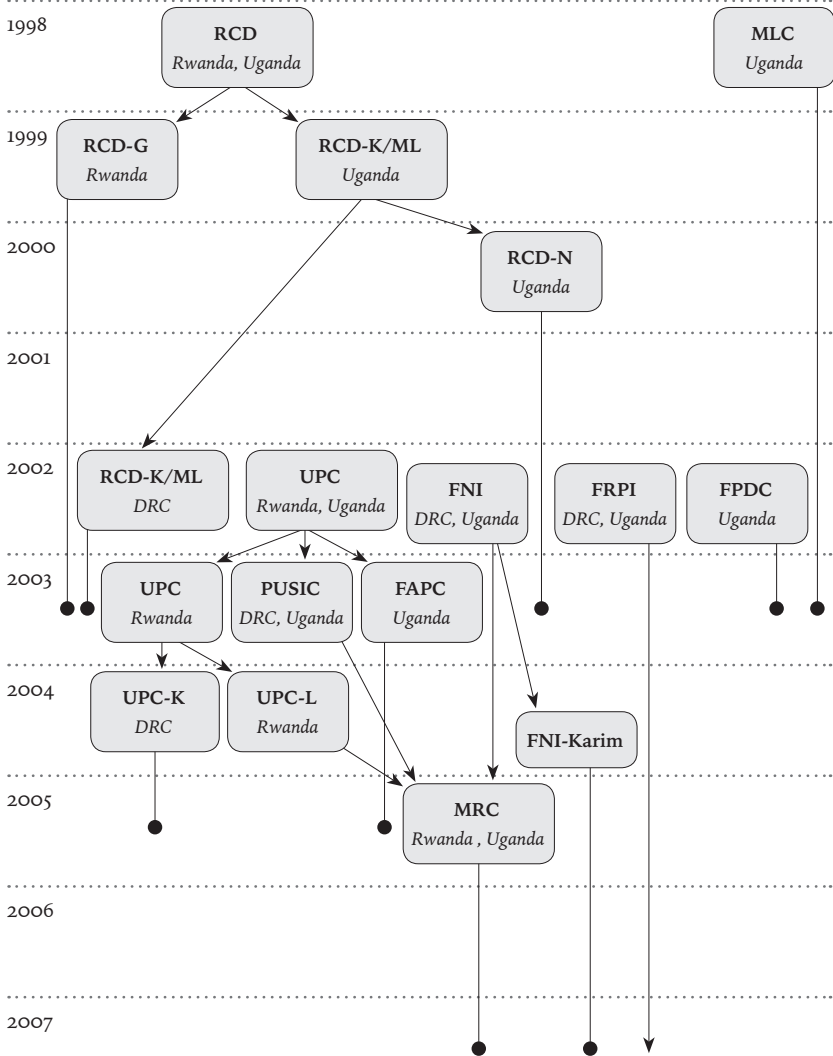 1998
RCD
Rwanda, Uganda
MLC
Uganda
1999
RCD-G
Rwanda
RCD-K/ML
Uganda
2000
RCD-N
Uganda
2001
2002
RCD-K/ML
DRC
UPC
Rwanda, Uganda
FNI
DRC, Uganda
FRPI
DRC, Uganda
FPDC
Uganda
2003
UPC
Rwanda
PUSIC
DRC, Uganda
FAPC
Uganda
2004
UPC-K
DRC
UPC-L
Rwanda
FNI-Karim
2005
MRC
Rwanda , Uganda
2006
2007